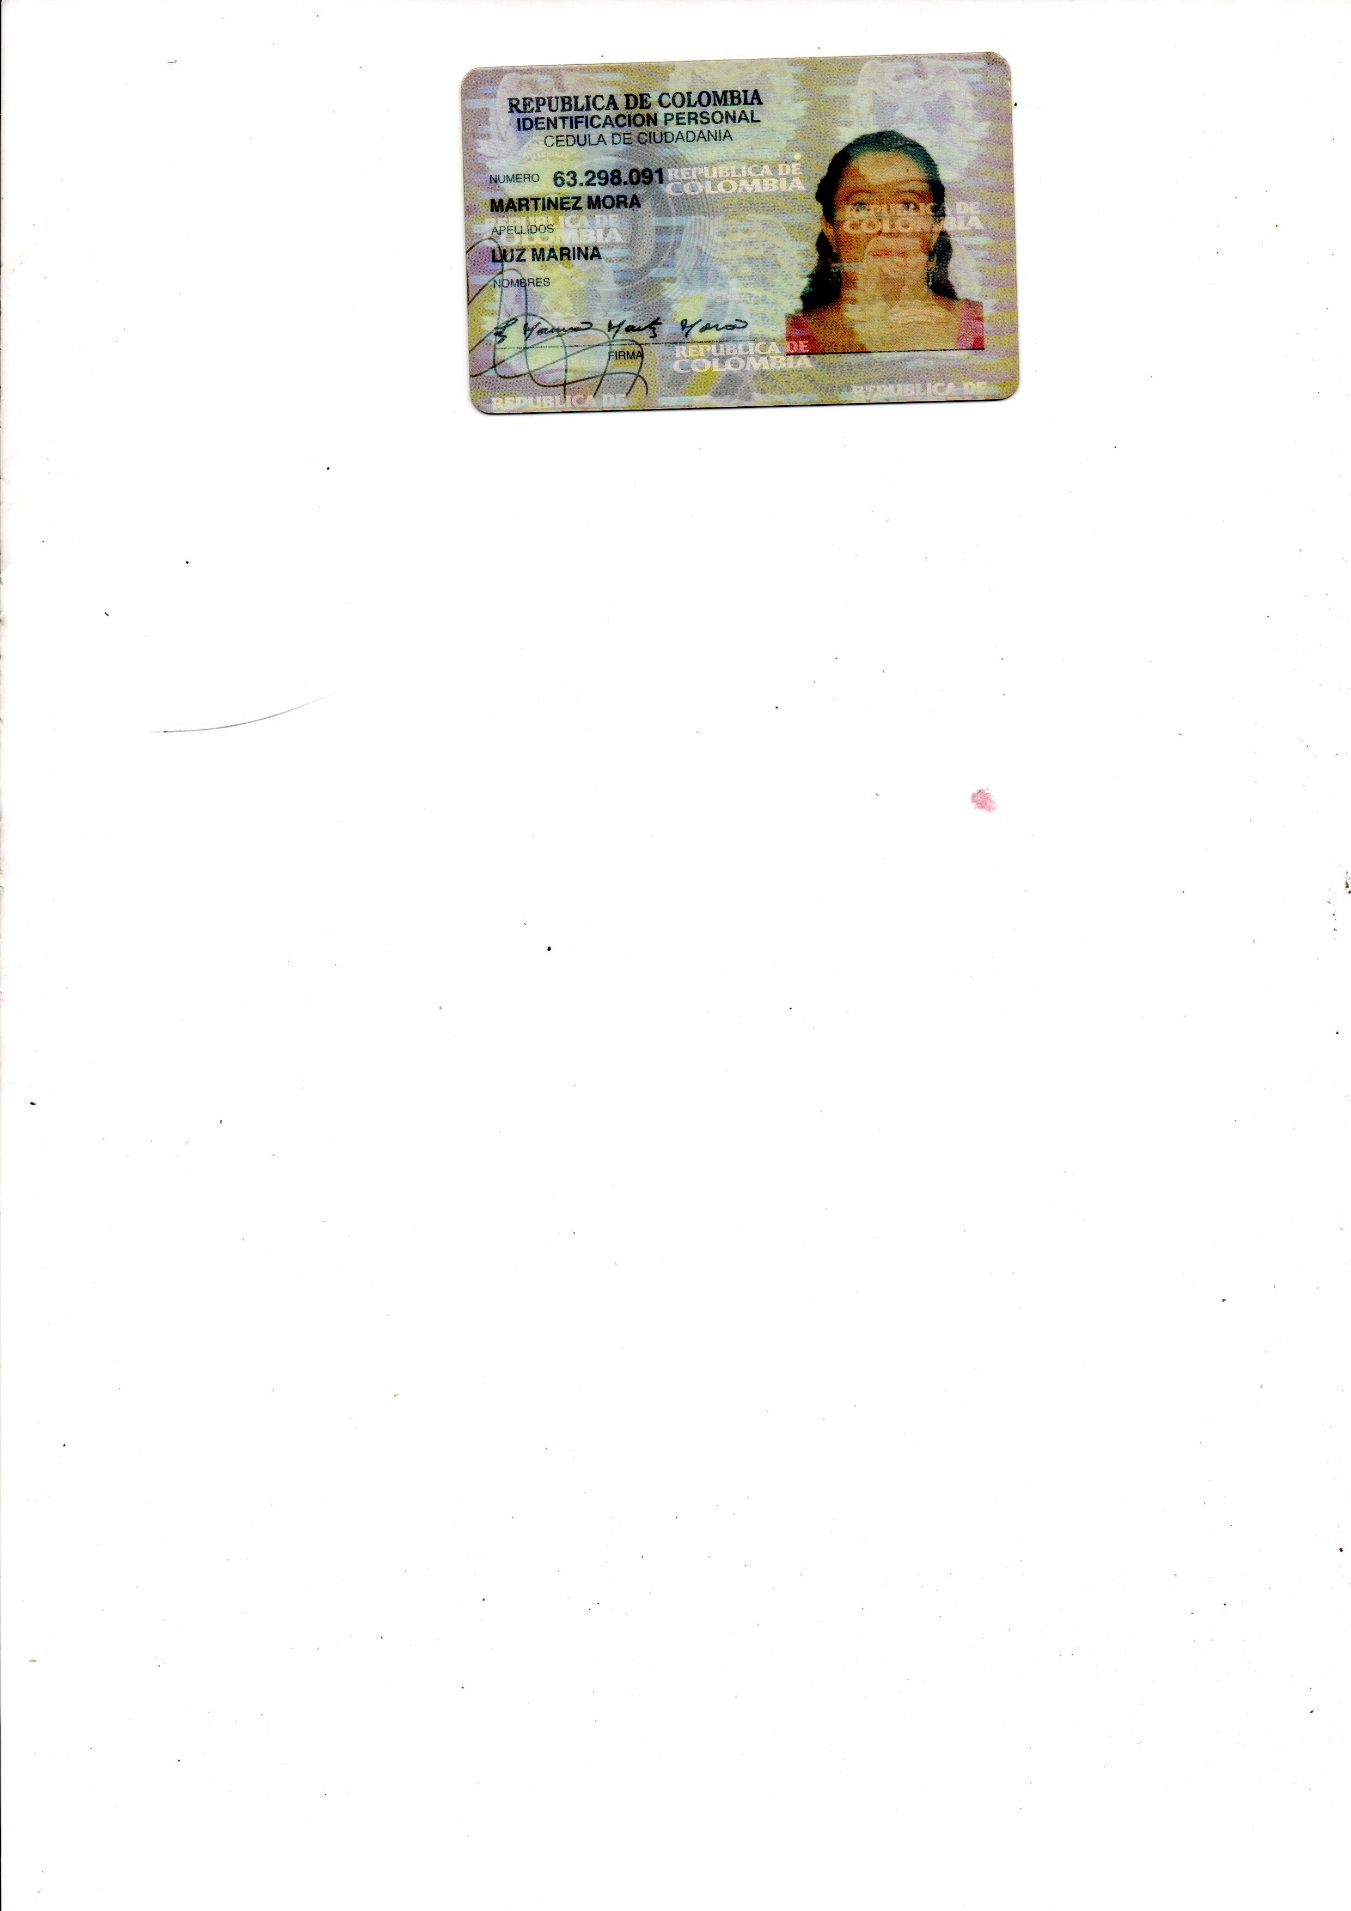 REPUBLICA DE COLOMBIA
IDENTIFICACION PERSONAL
CEDULA DE CIUDADANIA
NUMERO 63.298.091
MARTINEZ MORA
APELLIDOS
LUZ MARINA
NOMBRES
FIRMA
REPUBLICA DE
COLOMBIA
REPUBLICA DE
COLOMBIA
REPUBLICA DE
COLOMBIA
REPUBLICA DE
COLOMBIA
REPUBLICA DE
REPUBLICA DE